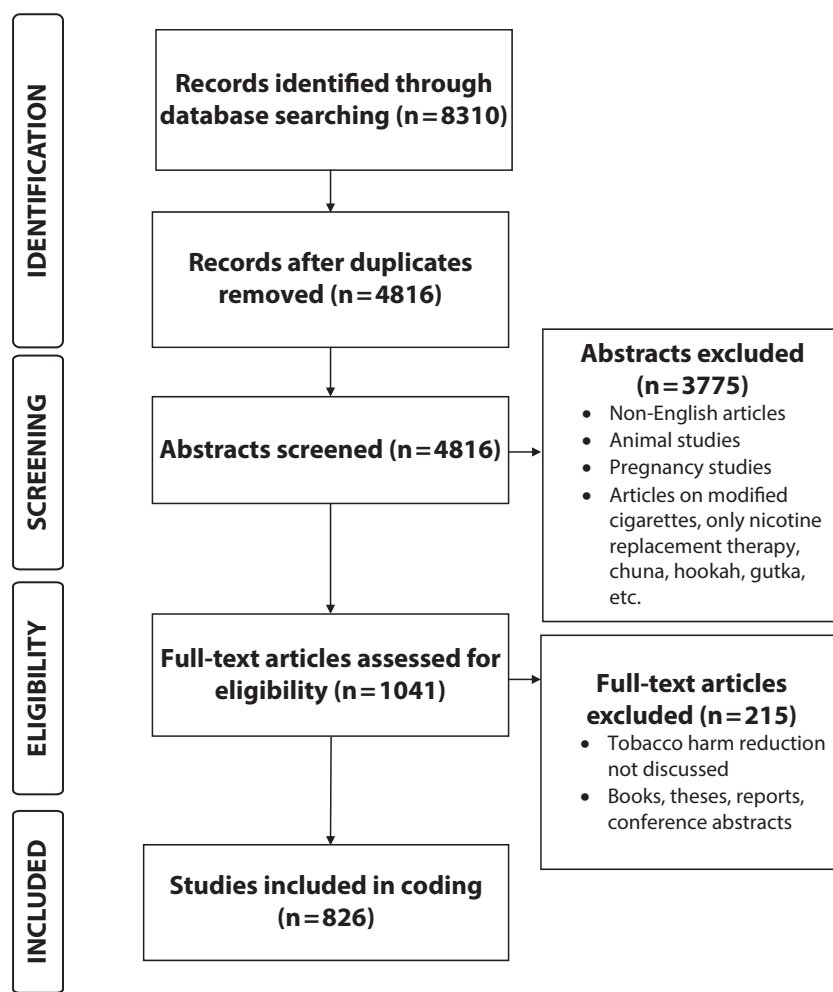 IDENTIFICATION
Records identified through
database searching (n=8310)
Records after duplicates
removed (n=4816)
SCREENING
Abstracts screened (n=4816)
Abstracts excluded
(n=3775)
• Non-English articles
• Animal studies
• Pregnancy studies
• Articles on modified
cigarettes, only nicotine
replacement therapy,
chuna, hookah, gutka,
etc.
ELIGIBILITY
Full-text articles assessed for
eligibility (n=1041)
Full-text articles
excluded (n=215)
• Tobacco harm reduction
not discussed
• Books, theses, reports,
conference abstracts
INCLUDED
Studies included in coding
(n=826)